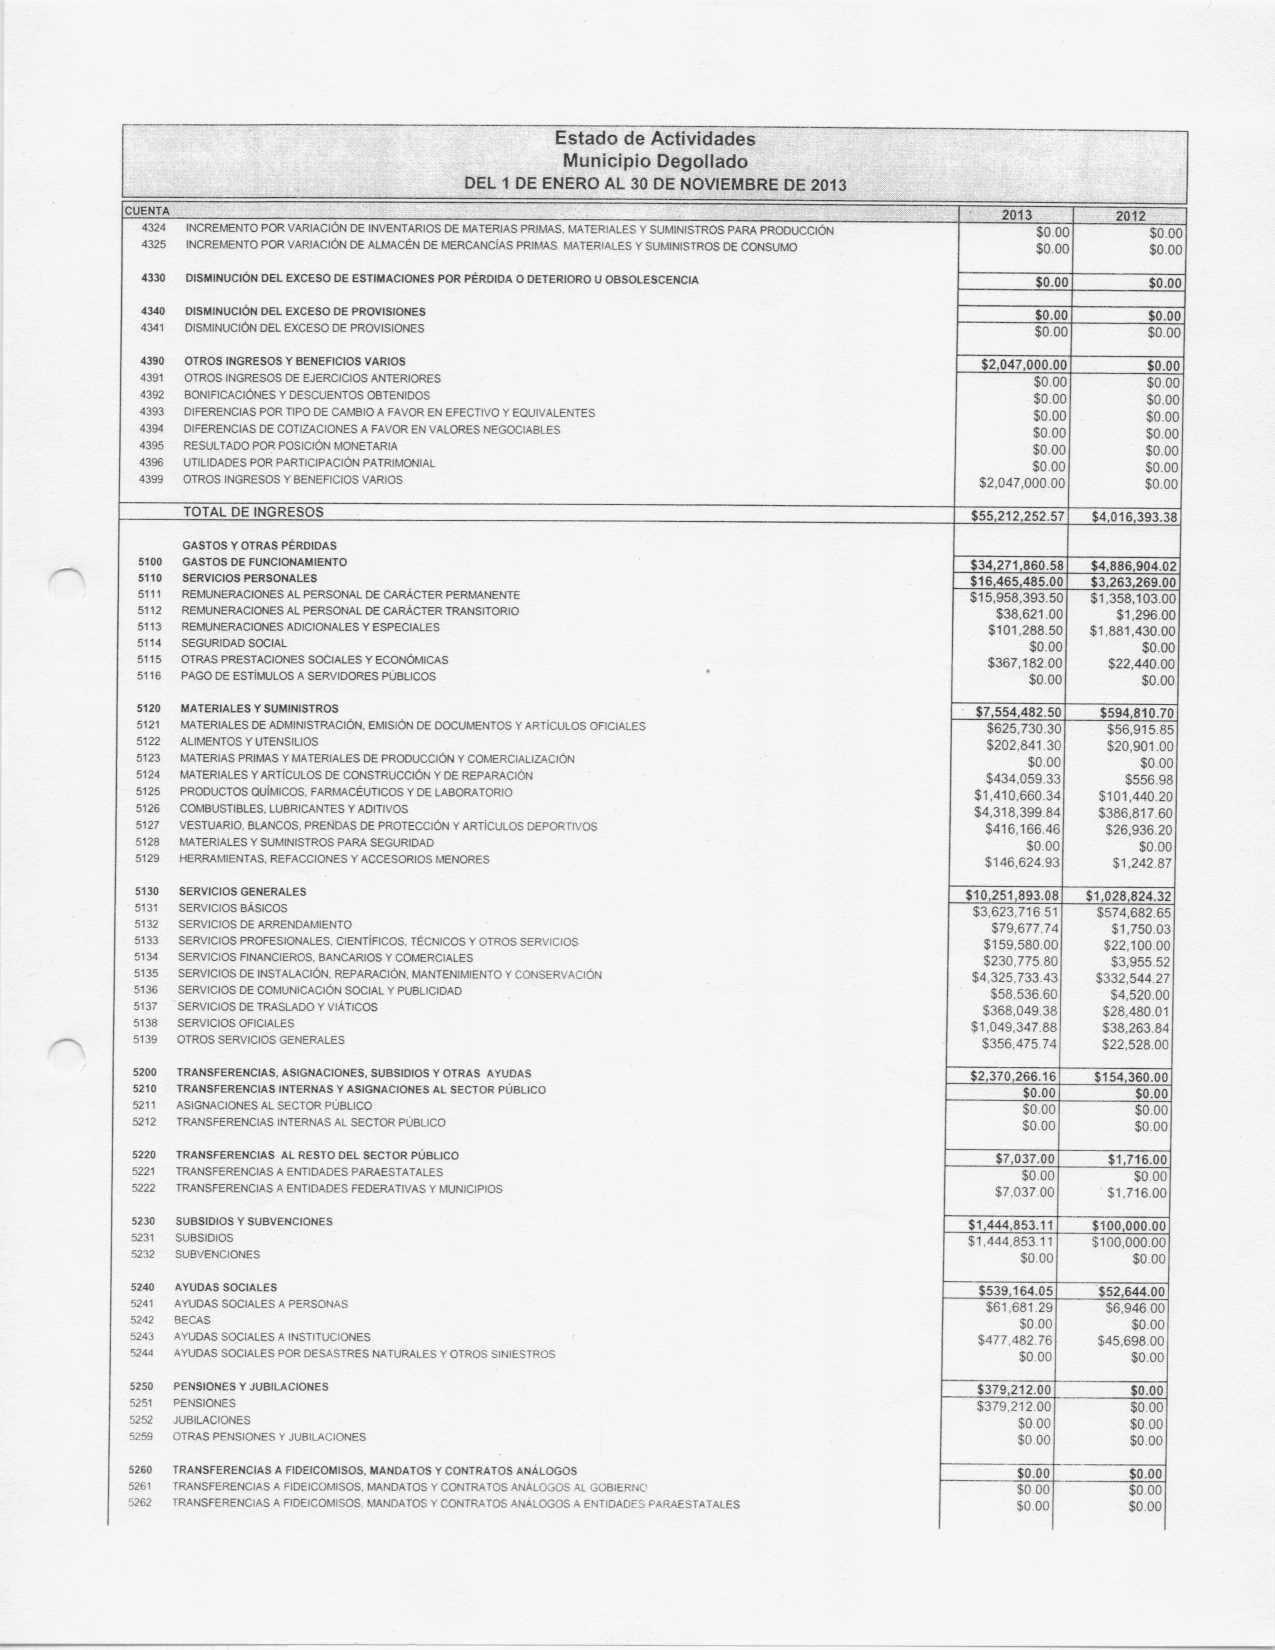 Estado de Actividades
Municipio Degollado
DEL 1 DE ENERO AL 30 DE NOVIEMBRE DE 2013
CUENTA 2013 2012
4324 INCREMENTO POR VARIACIÓN DE INVENTARIOS DE MATERIAS PRIMAS, MATERIALES Y SUMINISTROS PARA PRODUCCIÓN $0.00 $0.00
4325 INCREMENTO POR VARIACIÓN DE ALMACÉN DE MERCANCÍAS PRIMAS MATERIALES Y SUMINISTROS DE CONSUMO $0.00 $0.00
4330 DISMINUCIÓN DEL EXCESO DE ESTIMACIONES POR PÉRDIDA O DETERIORO U OBSOLESCENCIA $0.00 $0.00
4340 DISMINUCIÓN DEL EXCESO DE PROVISIONES $0.00 $0.00
4341 DISMINUCIÓN DEL EXCESO DE PROVISIONES $0.00 $0.00
4390 OTROS INGRESOS Y BENEFICIOS VARIOS $2,047,000.00 $0.00
4391 OTROS INGRESOS DE EJERCICIOS ANTERIORES $0.00 $0.00
4392 BONIFICACIÓNES Y DESCUENTOS OBTENIDOS $0.00 $0.00
4393 DIFERENCIAS POR TIPO DE CAMBIO A FAVOR EN EFECTIVO Y EQUIVALENTES $0.00 $0.00
4394 DIFERENCIAS DE COTIZACIONES A FAVOR EN VALORES NEGOCIABLES $0.00 $0.00
4395 RESULTADO POR POSICIÓN MONETARIA $0.00 $0.00
4396 UTILIDADES POR PARTICIPACIÓN PATRIMONIAL $0.00 $0.00
4399 OTROS INGRESOS Y BENEFICIOS VARIOS $2,047,000.00 $0.00
TOTAL DE INGRESOS $55,212,252.57 $4,016,393.38
GASTOS Y OTRAS PÉRDIDAS
5100 GASTOS DE FUNCIONAMIENTO $34,271,860.58 $4,886,904.02
5110 SERVICIOS PERSONALES $16,465,485.00 $3,263,269.00
5111 REMUNERACIONES AL PERSONAL DE CARÁCTER PERMANENTE $15,958,393.50 $1,358,103.00
5112 REMUNERACIONES AL PERSONAL DE CARÁCTER TRANSITORIO $38,621.00 $1,296.00
5113 REMUNERACIONES ADICIONALES Y ESPECIALES $101,288.50 $1,881,430.00
5114 SEGURIDAD SOCIAL $0.00 $0.00
5115 OTRAS PRESTACIONES SOCIALES Y ECONÓMICAS $367,182.00 $22,440.00
5116 PAGO DE ESTÍMULOS A SERVIDORES PÚBLICOS $0.00 $0.00
5120 MATERIALES Y SUMINISTROS $7,554,482.50 $594,810.70
5121 MATERIALES DE ADMINISTRACIÓN, EMISIÓN DE DOCUMENTOS Y ARTÍCULOS OFICIALES $625,730.30 $56,915.85
5122 ALIMENTOS Y UTENSILIOS $202,841.30 $20,901.00
5123 MATERIAS PRIMAS Y MATERIALES DE PRODUCCIÓN Y COMERCIALIZACIÓN $0.00 $0.00
5124 MATERIALES Y ARTÍCULOS DE CONSTRUCCIÓN Y DE REPARACIÓN $434,059.33 $556.98
5125 PRODUCTOS QUÍMICOS, FARMACÉUTICOS Y DE LABORATORIO $1,410,660.34 $101,440.20
5126 COMBUSTIBLES, LUBRICANTES Y ADITIVOS $4,318,399.84 $386,817.60
5127 VESTUARIO, BLANCOS, PRENDAS DE PROTECCIÓN Y ARTÍCULOS DEPORTIVOS $416,166.46 $26,936.20
5128 MATERIALES Y SUMINISTROS PARA SEGURIDAD $0.00 $0.00
5129 HERRAMIENTAS, REFACCIONES Y ACCESORIOS MENORES $146,624.93 $1,242.87
5130 SERVICIOS GENERALES $10,251,893.08 $1,028,824.32
5131 SERVICIOS BÁSICOS $3,623,716.51 $574,682.65
5132 SERVICIOS DE ARRENDAMIENTO $79,677.74 $1,750.03
5133 SERVICIOS PROFESIONALES, CIENTÍFICOS, TÉCNICOS Y OTROS SERVICIOS $159,580.00 $22,100.00
5134 SERVICIOS FINANCIEROS, BANCARIOS Y COMERCIALES $230,775.80 $3,955.52
5135 SERVICIOS DE INSTALACIÓN, REPARACIÓN, MANTENIMIENTO Y CONSERVACIÓN $4,325,733.43 $332,544.27
5136 SERVICIOS DE COMUNICACIÓN SOCIAL Y PUBLICIDAD $58,536.60 $4,520.00
5137 SERVICIOS DE TRASLADO Y VIÁTICOS $368,049.38 $28,480.01
5138 SERVICIOS OFICIALES $1,049,347.88 $38,263.84
5139 OTROS SERVICIOS GENERALES $356,475.74 $22,528.00
5200 TRANSFERENCIAS, ASIGNACIONES, SUBSIDIOS Y OTRAS AYUDAS $2,370,266.16 $154,360.00
5210 TRANSFERENCIAS INTERNAS Y ASIGNACIONES AL SECTOR PÚBLICO $0.00 $0.00
5211 ASIGNACIONES AL SECTOR PÚBLICO $0.00 $0.00
5212 TRANSFERENCIAS INTERNAS AL SECTOR PÚBLICO $0.00 $0.00
5220 TRANSFERENCIAS AL RESTO DEL SECTOR PÚBLICO $7,037.00 $1,716.00
5221 TRANSFERENCIAS A ENTIDADES PARAESTATALES $0.00 $0.00
5222 TRANSFERENCIAS A ENTIDADES FEDERATIVAS Y MUNICIPIOS $7,037.00 $1,716.00
5230 SUBSIDIOS Y SUBVENCIONES $1,444,853.11 $100,000.00
5231 SUBSIDIOS $1,444,853.11 $100,000.00
5232 SUBVENCIONES $0.00 $0.00
5240 AYUDAS SOCIALES $539,164.05 $52,644.00
5241 AYUDAS SOCIALES A PERSONAS $61,681.29 $6,946.00
5242 BECAS $0.00 $0.00
5243 AYUDAS SOCIALES A INSTITUCIONES $477,482.76 $45,698.00
5244 AYUDAS SOCIALES POR DESASTRES NATURALES Y OTROS SINIESTROS $0.00 $0.00
5250 PENSIONES Y JUBILACIONES $379,212.00 $0.00
5251 PENSIONES $379,212.00 $0.00
5252 JUBILACIONES $0.00 $0.00
5259 OTRAS PENSIONES Y JUBILACIONES $0.00 $0.00
5260 TRANSFERENCIAS A FIDEICOMISOS, MANDATOS Y CONTRATOS ANÁLOGOS $0.00 $0.00
5261 TRANSFERENCIAS A FIDEICOMISOS, MANDATOS Y CONTRATOS ANÁLOGOS AL GOBIERNO $0.00 $0.00
5262 TRANSFERENCIAS A FIDEICOMISOS, MANDATOS Y CONTRATOS ANÁLOGOS A ENTIDADES PARAESTATALES $0.00 $0.00